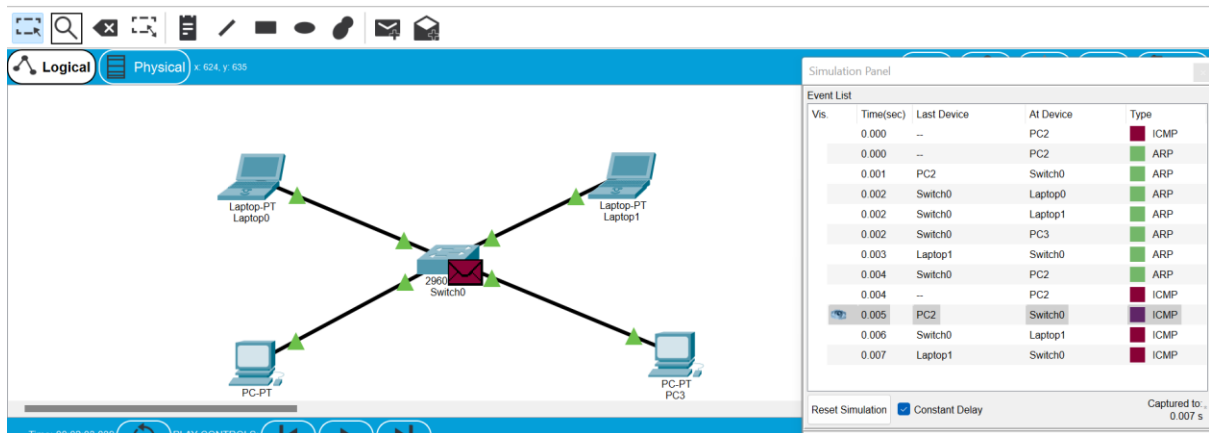 Logical Physical x: 624, y: 635
Simulation Panel
Event List
Vis. Time(sec) Last Device At Device Type
0.000 -- PC2 ICMP
0.000 -- PC2 ARP
0.001 PC2 Switch0 ARP
0.002 Switch0 Laptop0 ARP
0.002 Switch0 Laptop1 ARP
0.002 Switch0 PC3 ARP
0.003 Laptop1 Switch0 ARP
0.004 Switch0 PC2 ARP
0.004 -- PC2 ICMP
0.005 PC2 Switch0 ICMP
0.006 Switch0 Laptop1 ICMP
0.007 Laptop1 Switch0 ICMP
Reset Simulation Constant Delay Captured to:
0.007 s
Laptop-PT
Laptop0
Laptop-PT
Laptop1
2960
Switch0
PC-PT
PC-PT
PC3